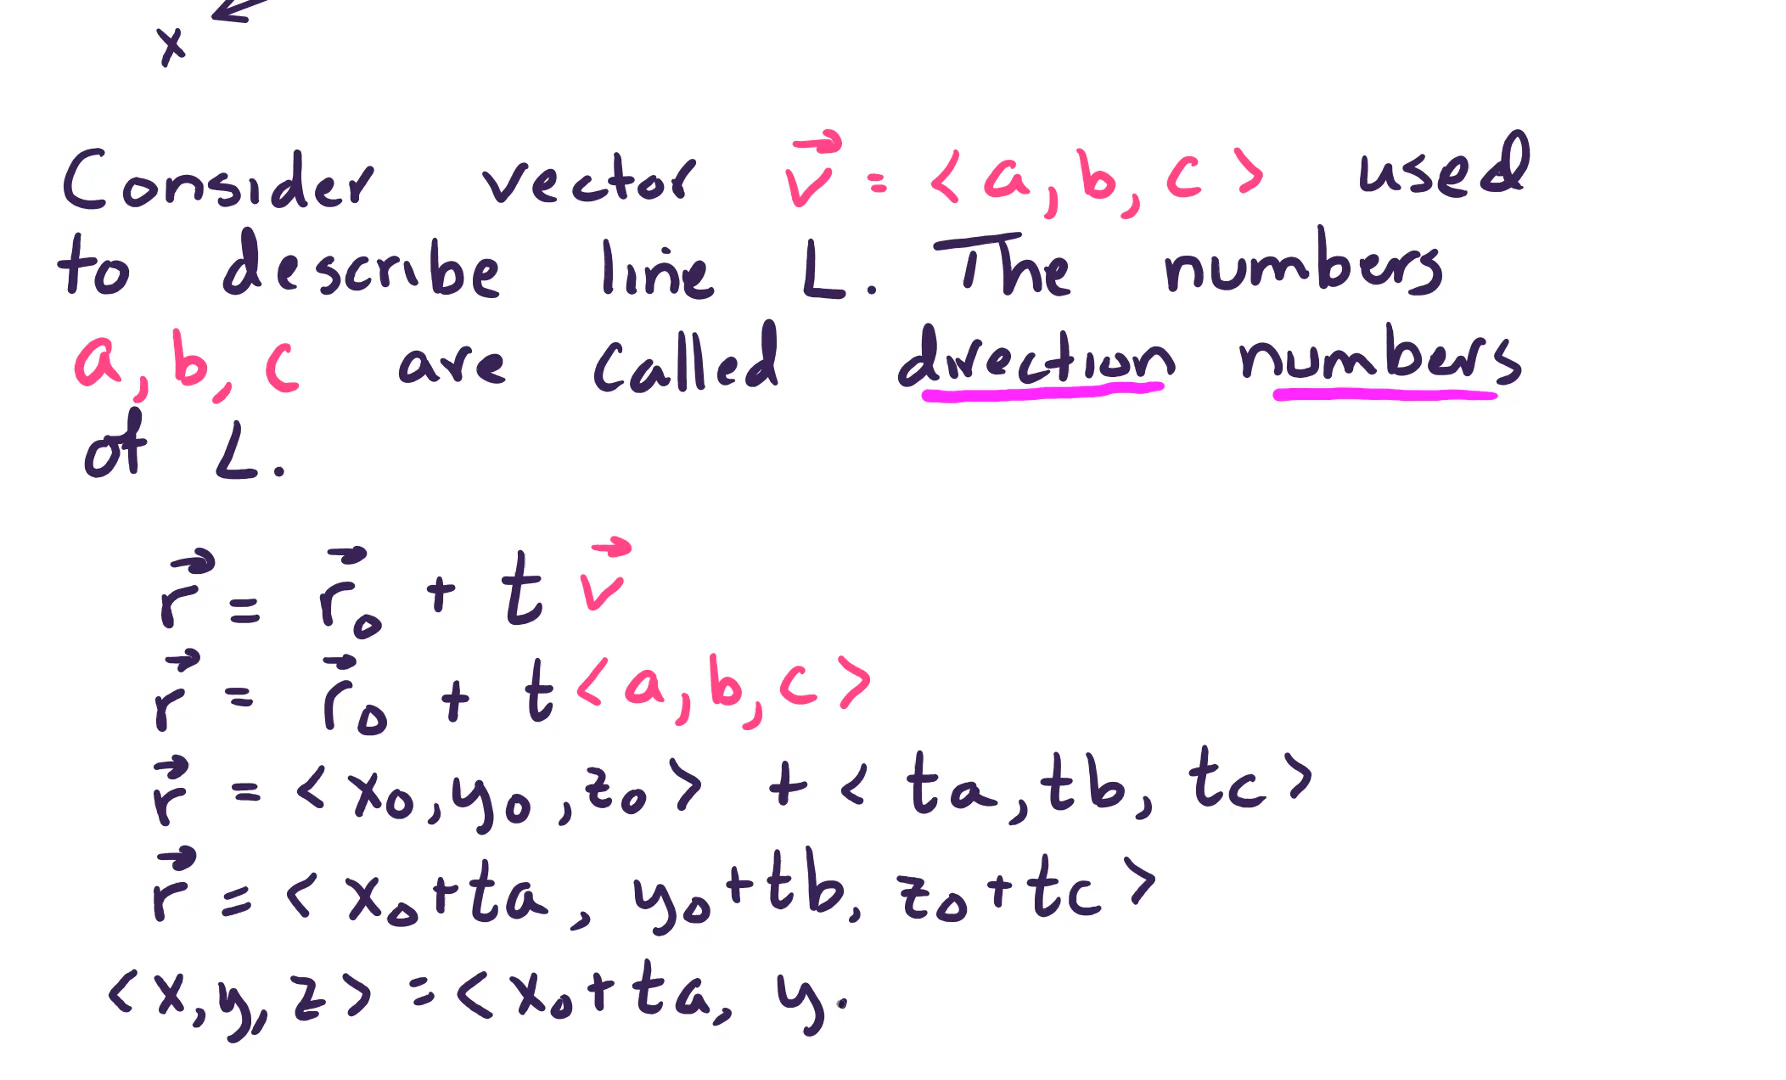 x
Consider vector v⃗ = <a, b, c> used
to describe line L. The numbers
a, b, c are called direction numbers
of L.
r⃗ = r⃗₀ + t v⃗
r⃗ = r⃗₀ + t<a, b, c>
r⃗ = <x₀, y₀, z₀> + <ta, tb, tc>
r⃗ = <x₀+ta, y₀+tb, z₀+tc>
<x, y, z> = <x₀+ta, y.